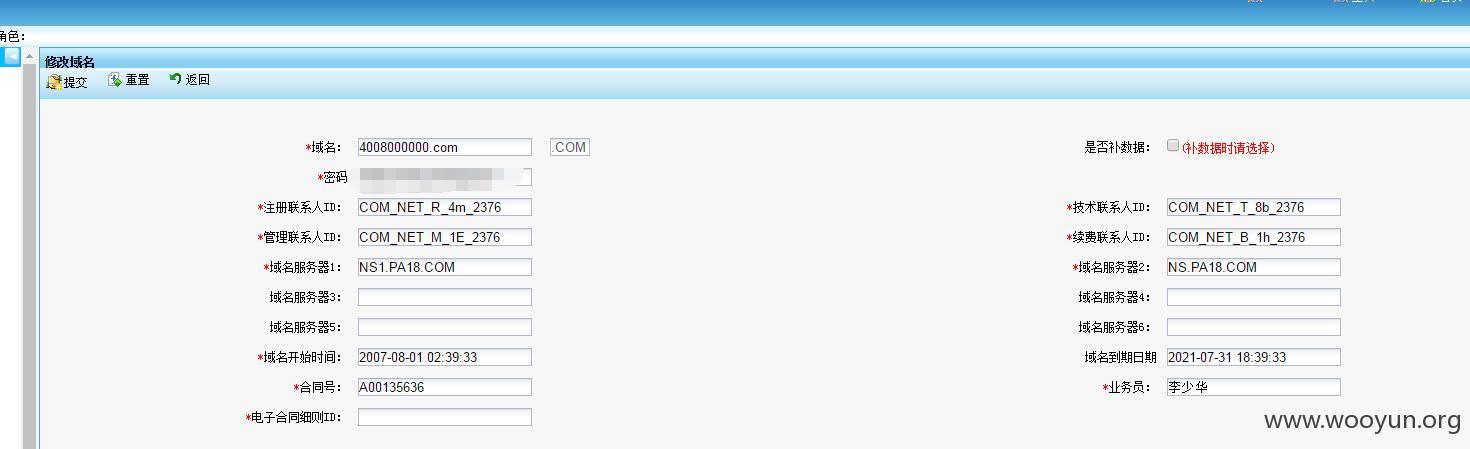 角色：
修改域名
提交 重置 返回
*域名： 4008000000.com .COM 是否补数据： (补数据时请选择)
*密码
*注册联系人ID： COM_NET_R_4m_2376 *技术联系人ID： COM_NET_T_8b_2376
*管理联系人ID： COM_NET_M_1E_2376 *续费联系人ID： COM_NET_B_1h_2376
*域名服务器1： NS1.PA18.COM *域名服务器2： NS.PA18.COM
域名服务器3： 域名服务器4：
域名服务器5： 域名服务器6：
*域名开始时间： 2007-08-01 02:39:33 域名到期日期 2021-07-31 18:39:33
*合同号： A00135636 *业务员： 李少华
*电子合同细则ID：
www.wooyun.org